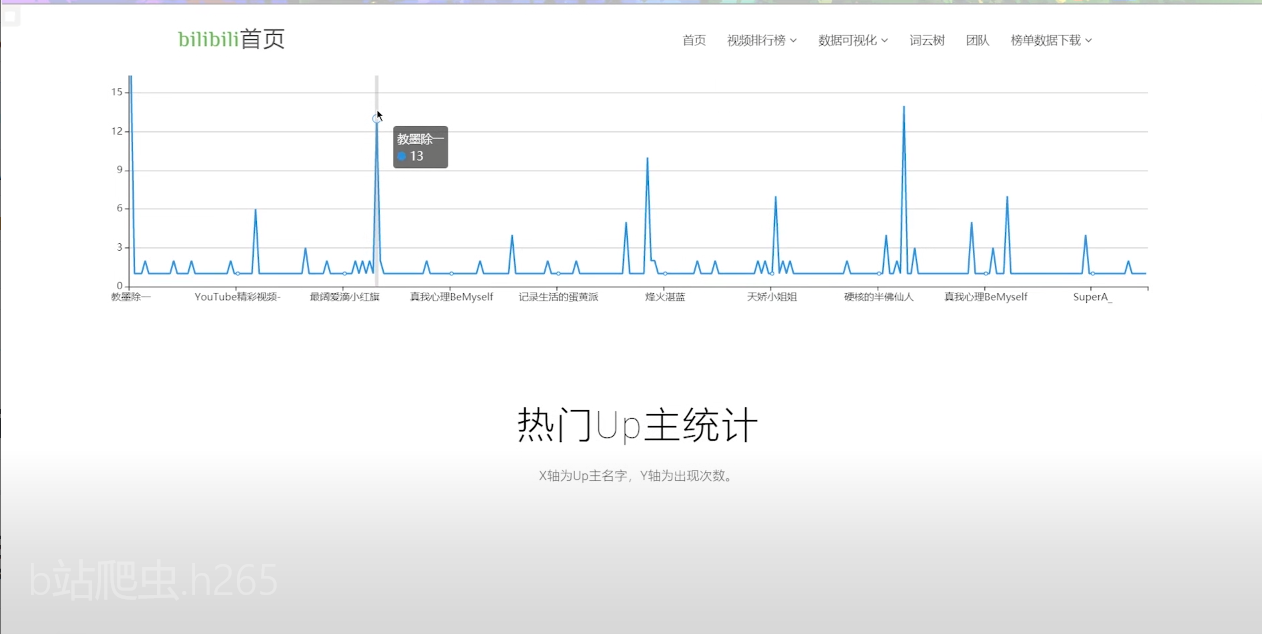 bilibili首页
首页 视频排行榜 数据可视化 词云树 团队 榜单数据下载
15
12
9
6
3
0
教墨除一
13
教墨除一 YouTube精彩视频- 最阔爱滴小红旗 真我心理BeMyself 记录生活的蛋黄派 烽火湛蓝 天娇小姐姐 硬核的半佛仙人 真我心理BeMyself SuperA_
热门Up主统计
X轴为Up主名字，Y轴为出现次数。
b站爬虫.h265